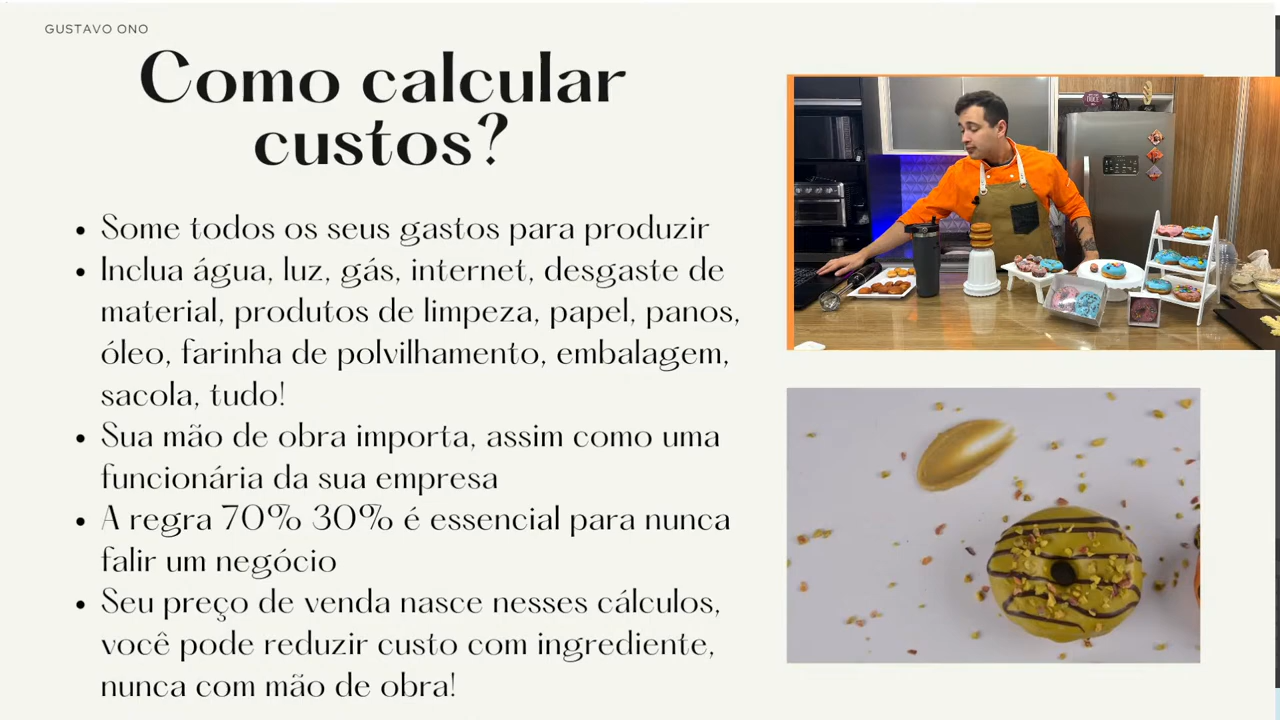 GUSTAVO ONO
Como calcular
custos?
• Some todos os seus gastos para produzir
• Inclua água, luz, gás, internet, desgaste de
material, produtos de limpeza, papel, panos,
óleo, farinha de polvilhamento, embalagem,
sacola, tudo!
• Sua mão de obra importa, assim como uma
funcionária da sua empresa
• A regra 70% 30% é essencial para nunca
falir um negócio
• Seu preço de venda nasce nesses cálculos,
você pode reduzir custo com ingrediente,
nunca com mão de obra!